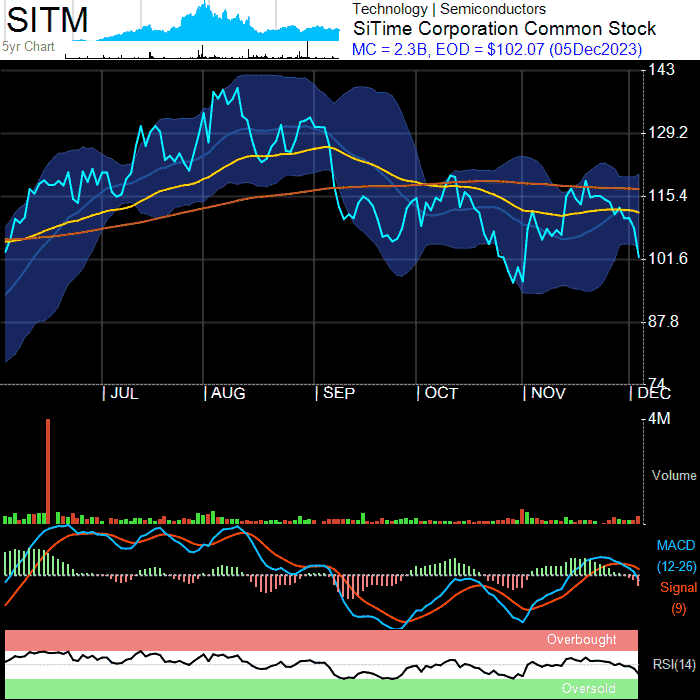 SITM
5yr Chart
Technology | Semiconductors
SiTime Corporation Common Stock
MC = 2.3B, EOD = $102.07 (05Dec2023)
143
129.2
115.4
101.6
87.8
74
JUL
AUG
SEP
OCT
NOV
DEC
4M
Volume
MACD
(12-26)
Signal
(9)
Overbought
RSI(14)
Oversold